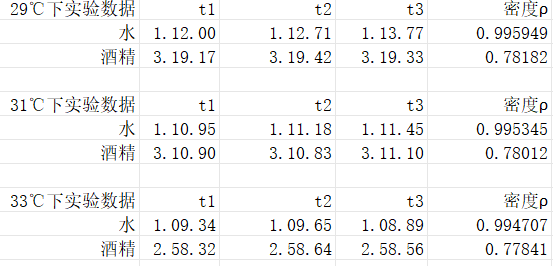 29℃下实验数据 t1 t2 t3 密度ρ
水 1.12.00 1.12.71 1.13.77 0.995949
酒精 3.19.17 3.19.42 3.19.33 0.78182
31℃下实验数据 t1 t2 t3 密度ρ
水 1.10.95 1.11.18 1.11.45 0.995345
酒精 3.10.90 3.10.83 3.11.10 0.78012
33℃下实验数据 t1 t2 t3 密度ρ
水 1.09.34 1.09.65 1.08.89 0.994707
酒精 2.58.32 2.58.64 2.58.56 0.77841